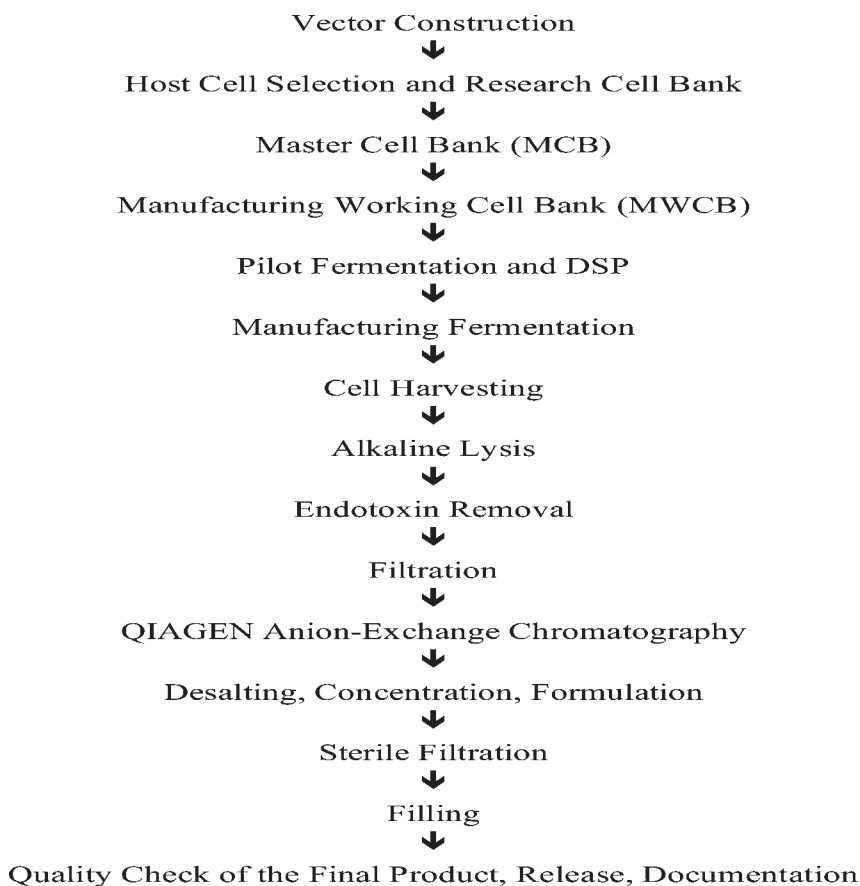 Vector Construction
Host Cell Selection and Research Cell Bank
Master Cell Bank (MCB)
Manufacturing Working Cell Bank (MWCB)
Pilot Fermentation and DSP
Manufacturing Fermentation
Cell Harvesting
Alkaline Lysis
Endotoxin Removal
Filtration
QIAGEN Anion-Exchange Chromatography
Desalting, Concentration, Formulation
Sterile Filtration
Filling
Quality Check of the Final Product, Release, Documentation